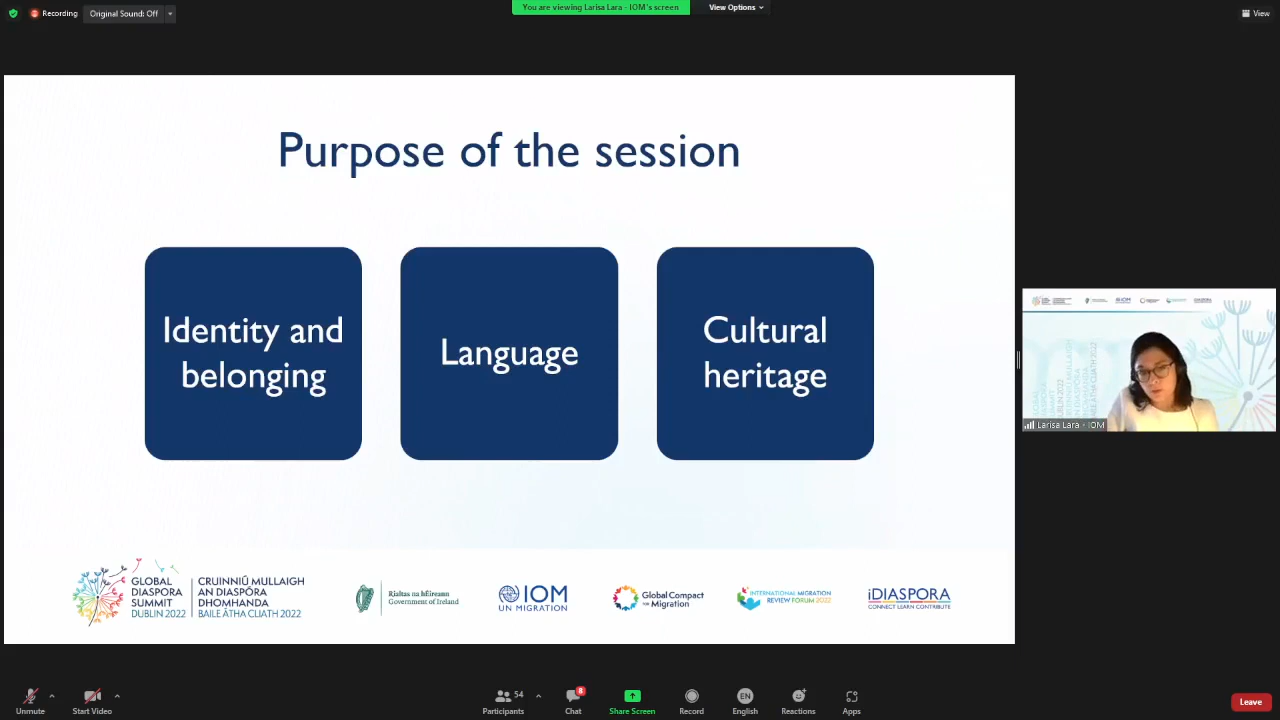 Recording
Original Sound: Off
You are viewing Larisa Lara - IOM's screen
View Options
View
Purpose of the session
Identity and
belonging
Language
Cultural
heritage
GLOBAL
DIASPORA
SUMMIT
DUBLIN 2022
CRUINNIÚ MULLAIGH
AN DIASPÓRA
DHOMHANDA
BAILE ÁTHA CLIATH 2022
Rialtas na hÉireann
Government of Ireland
IOM
UN MIGRATION
Global Compact
for Migration
INTERNATIONAL MIGRATION
REVIEW FORUM 2022
iDIASPORA
CONNECT LEARN CONTRIBUTE
Larisa Lara - IOM
Unmute
Start Video
54
Participants
8
Chat
Share Screen
Record
EN
English
Reactions
Apps
Leave